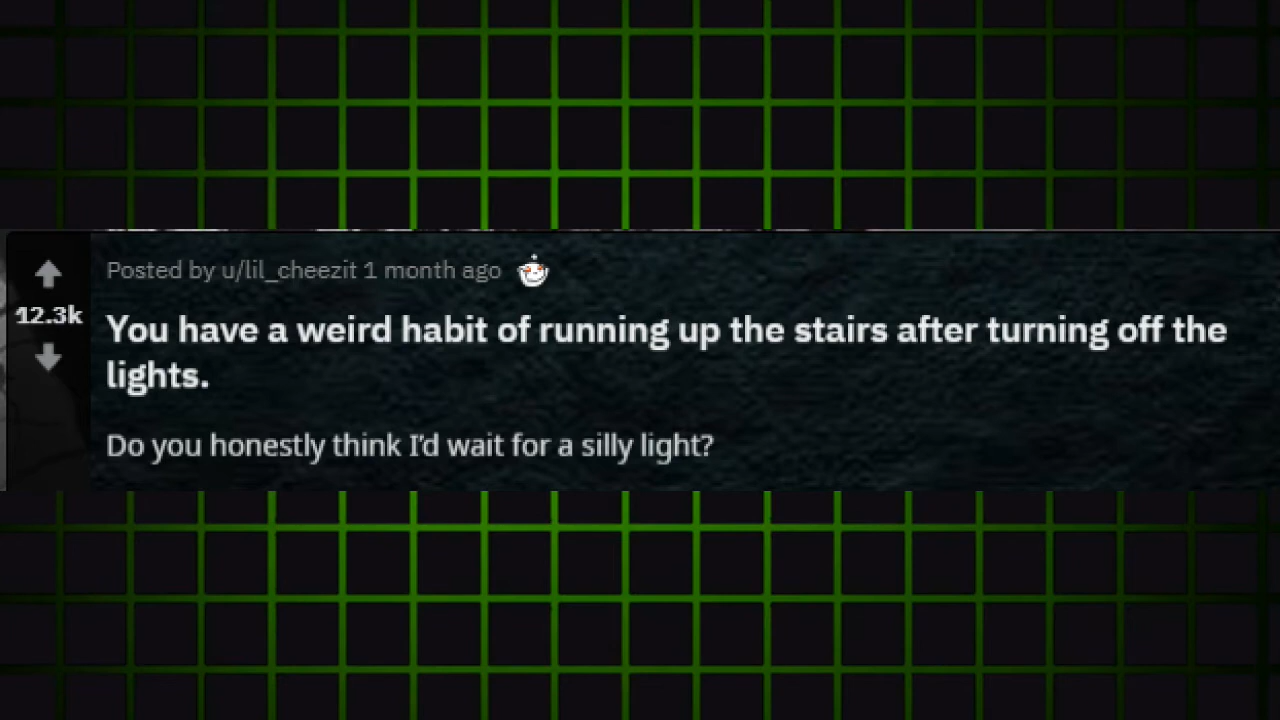 Posted by u/lil_cheezit 1 month ago
12.3k
You have a weird habit of running up the stairs after turning off the
lights.
Do you honestly think I'd wait for a silly light?